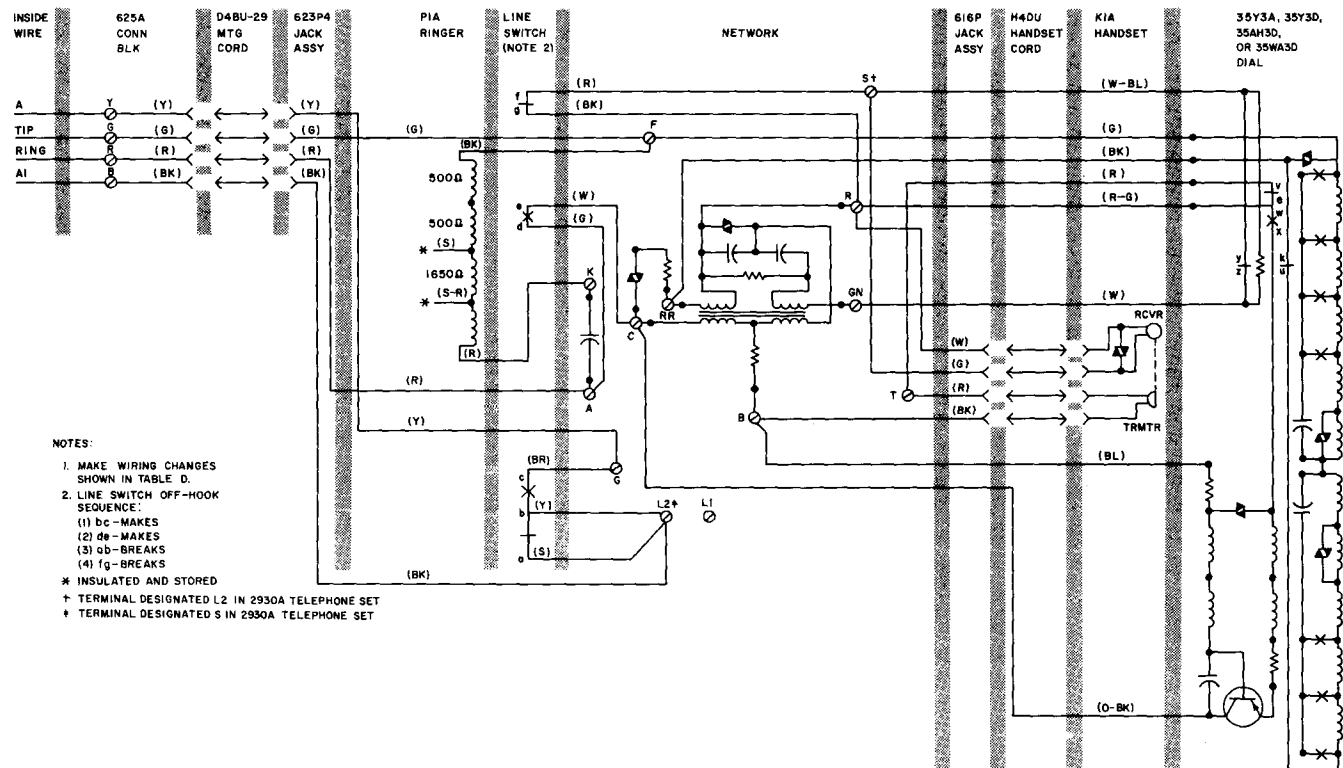 INSIDE WIRE
625A CONN BLK
D4BU-29 MTG CORD
623P4 JACK ASSY
PIA RINGER
LINE SWITCH (NOTE 2)
NETWORK
616P JACK ASSY
H4DU HANDSET CORD
KIA HANDSET
35Y3A, 35Y3D, 35AH3D, OR 35WA3D DIAL
A Y (Y) (Y)
TIP G (G) (G) (G)
RING R (R) (R)
AI B (BK) (BK)
f (R) S† (W-BL)
g (BK)
F (G)
(BK) (BK)
500Ω (R)
e (W) R (R-G)
500Ω d (G)
* (S)
1650Ω K
* (S-R) RR GN (W)
C RCVR
(W)
(R) (G)
(R) A T (R)
B (BK) TRMTR
(Y)
(BL)
(BR) G
c
b (Y) L2‡ L1
a (S)
(BK)
(O-BK)
V
W
X
Y
Z
K
NOTES:
1. MAKE WIRING CHANGES
SHOWN IN TABLE D.
2. LINE SWITCH OFF-HOOK
SEQUENCE:
(1) bc-MAKES
(2) de-MAKES
(3) ab-BREAKS
(4) fg-BREAKS
* INSULATED AND STORED
† TERMINAL DESIGNATED L2 IN 2930A TELEPHONE SET
‡ TERMINAL DESIGNATED S IN 2930A TELEPHONE SET